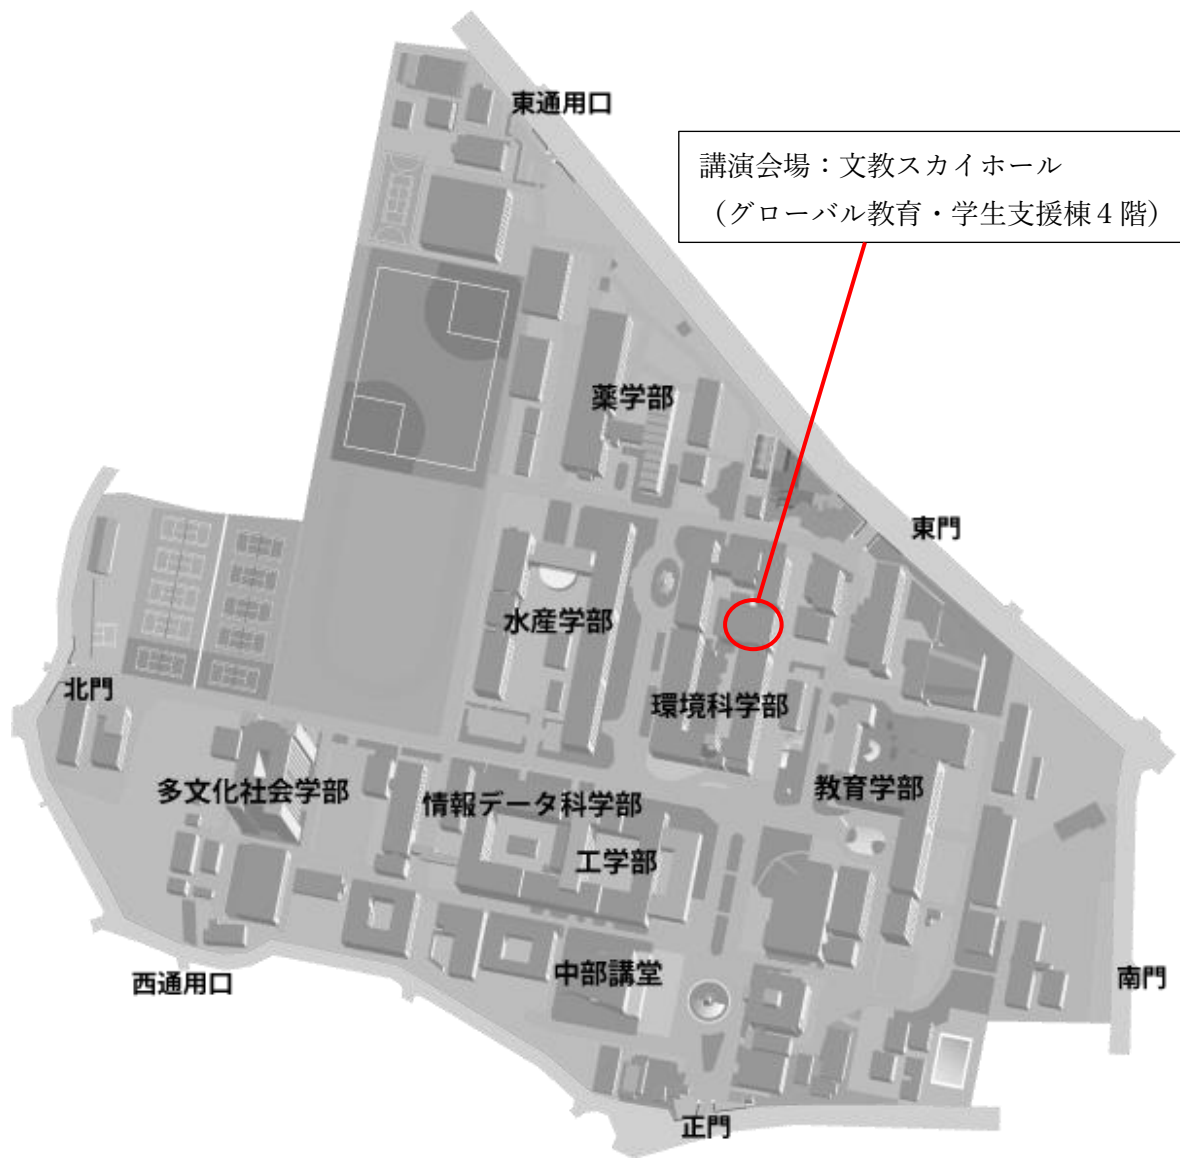 東通用口
講演会場：文教スカイホール
（グローバル教育・学生支援棟４階）
薬学部
東門
水産学部
北門
環境科学部
多文化社会学部
情報データ科学部
教育学部
工学部
中部講堂
西通用口
南門
正門